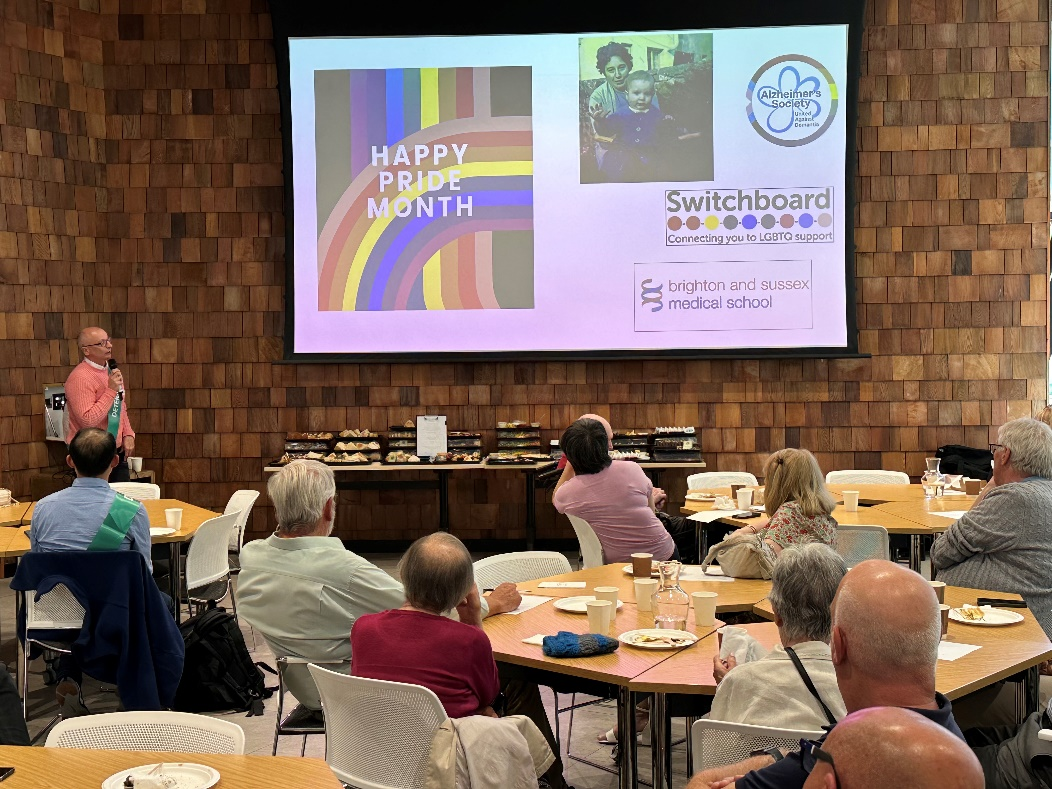 HAPPY
PRIDE
MONTH
Alzheimer's
Society
United
Against
Dementia
Switchboard
Connecting you to LGBTQ support
brighton and sussex
medical school